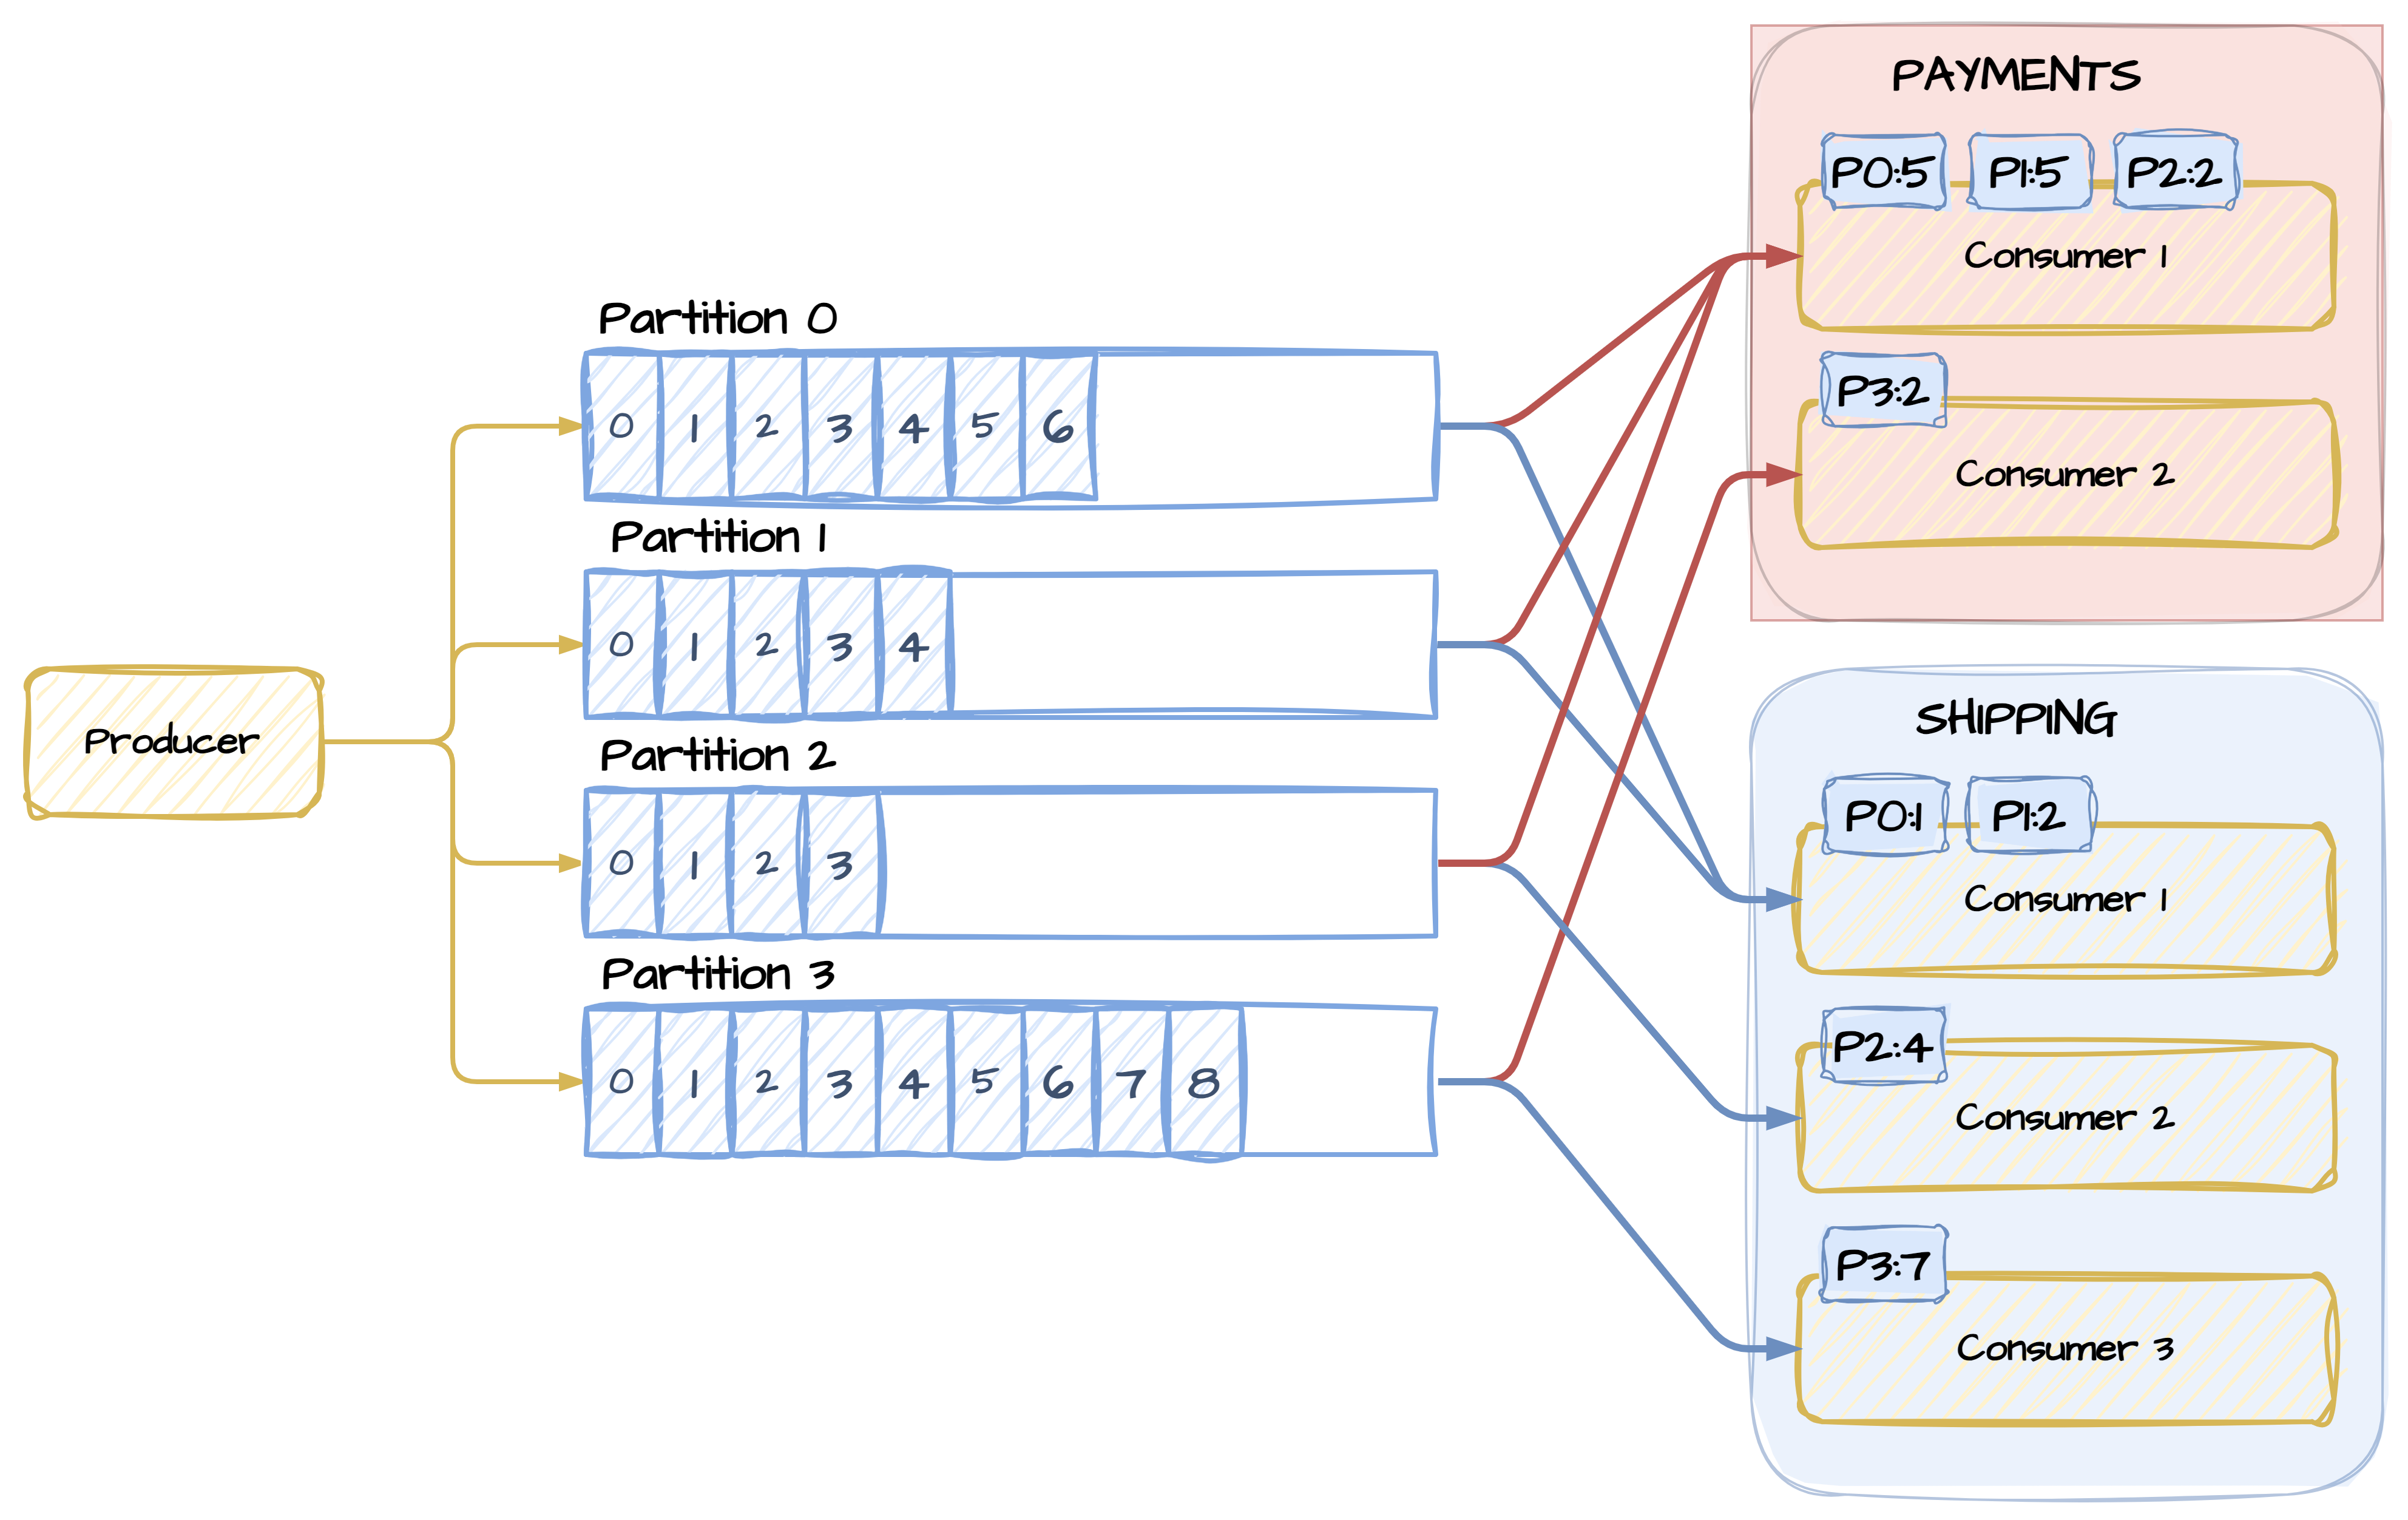 Producer
Partition 0
0 1 2 3 4 5 6
Partition 1
0 1 2 3 4
Partition 2
0 1 2 3
Partition 3
0 1 2 3 4 5 6 7 8
PAYMENTS
P0:5 P1:5 P2:2
Consumer 1
P3:2
Consumer 2
SHIPPING
P0:1 P1:2
Consumer 1
P2:4
Consumer 2
P3:7
Consumer 3